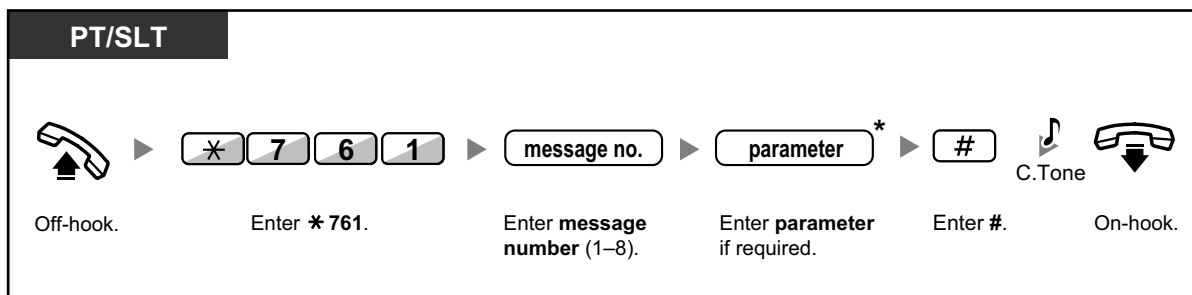 PT/SLT
✳ 7 6 1 message no. parameter* #
C.Tone
Off-hook. Enter ✳ 761. Enter message Enter parameter Enter #. On-hook.
number (1–8). if required.